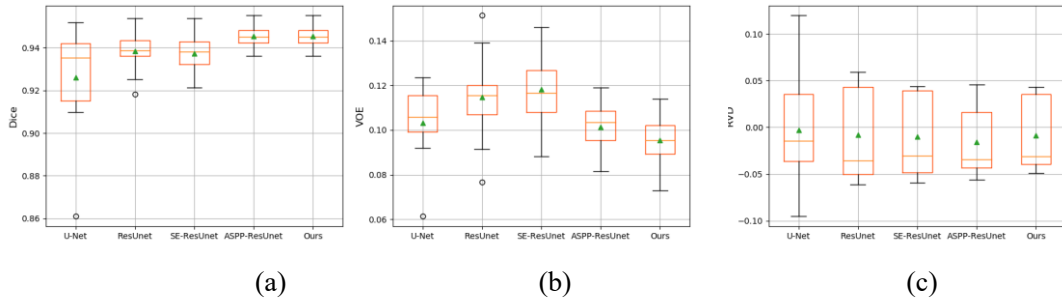 0.94
0.92
0.90
0.88
0.86
Dice
U-Net ResUnet SE-ResUnet ASPP-ResUnet Ours
(a)
0.14
0.12
0.10
0.08
0.06
VOE
U-Net ResUnet SE-ResUnet ASPP-ResUnet Ours
(b)
0.10
0.05
0.00
−0.05
−0.10
RVD
U-Net ResUnet SE-ResUnet ASPP-ResUnet Ours
(c)